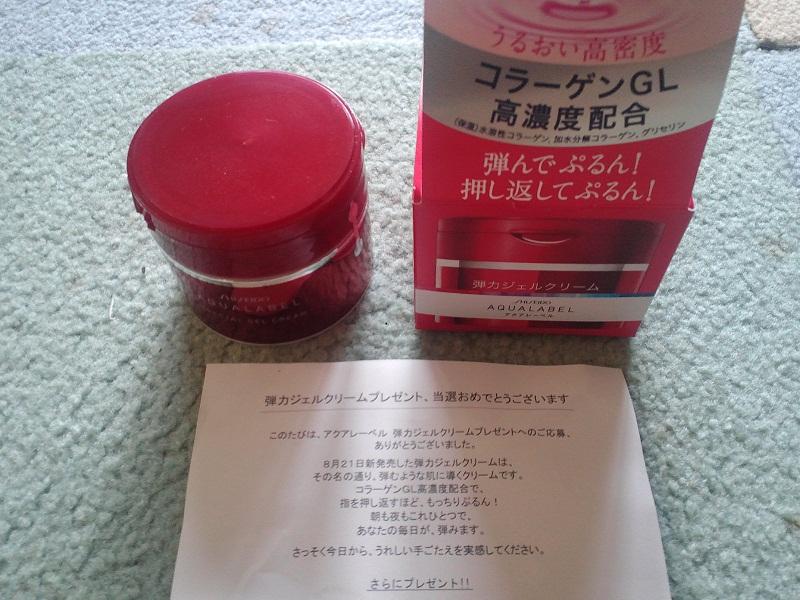 うるおい高密度
コラーゲンGL
高濃度配合
(保湿)水溶性コラーゲン、加水分解コラーゲン、グリセリン
弾んでぷるん!
押し返してぷるん!
弾力ジェルクリーム
SHISEIDO
AQUALABEL
アクアレーベル
SHISEIDO
AQUALABEL
弾力ジェルクリームプレゼント、当選おめでとうございます
このたびは、アクアレーベル 弾力ジェルクリームプレゼントへのご応募、
ありがとうございました。
8月21日新発売した弾力ジェルクリームは、
その名の通り、弾むような肌に導くクリームです。
コラーゲンGL高濃度配合で、
指を押し返すほど、もっちりぷるん!
朝も夜もこれひとつで、
あなたの毎日が、弾みます。
さっそく今日から、うれしい手ごたえを実感してください。
さらにプレゼント!!